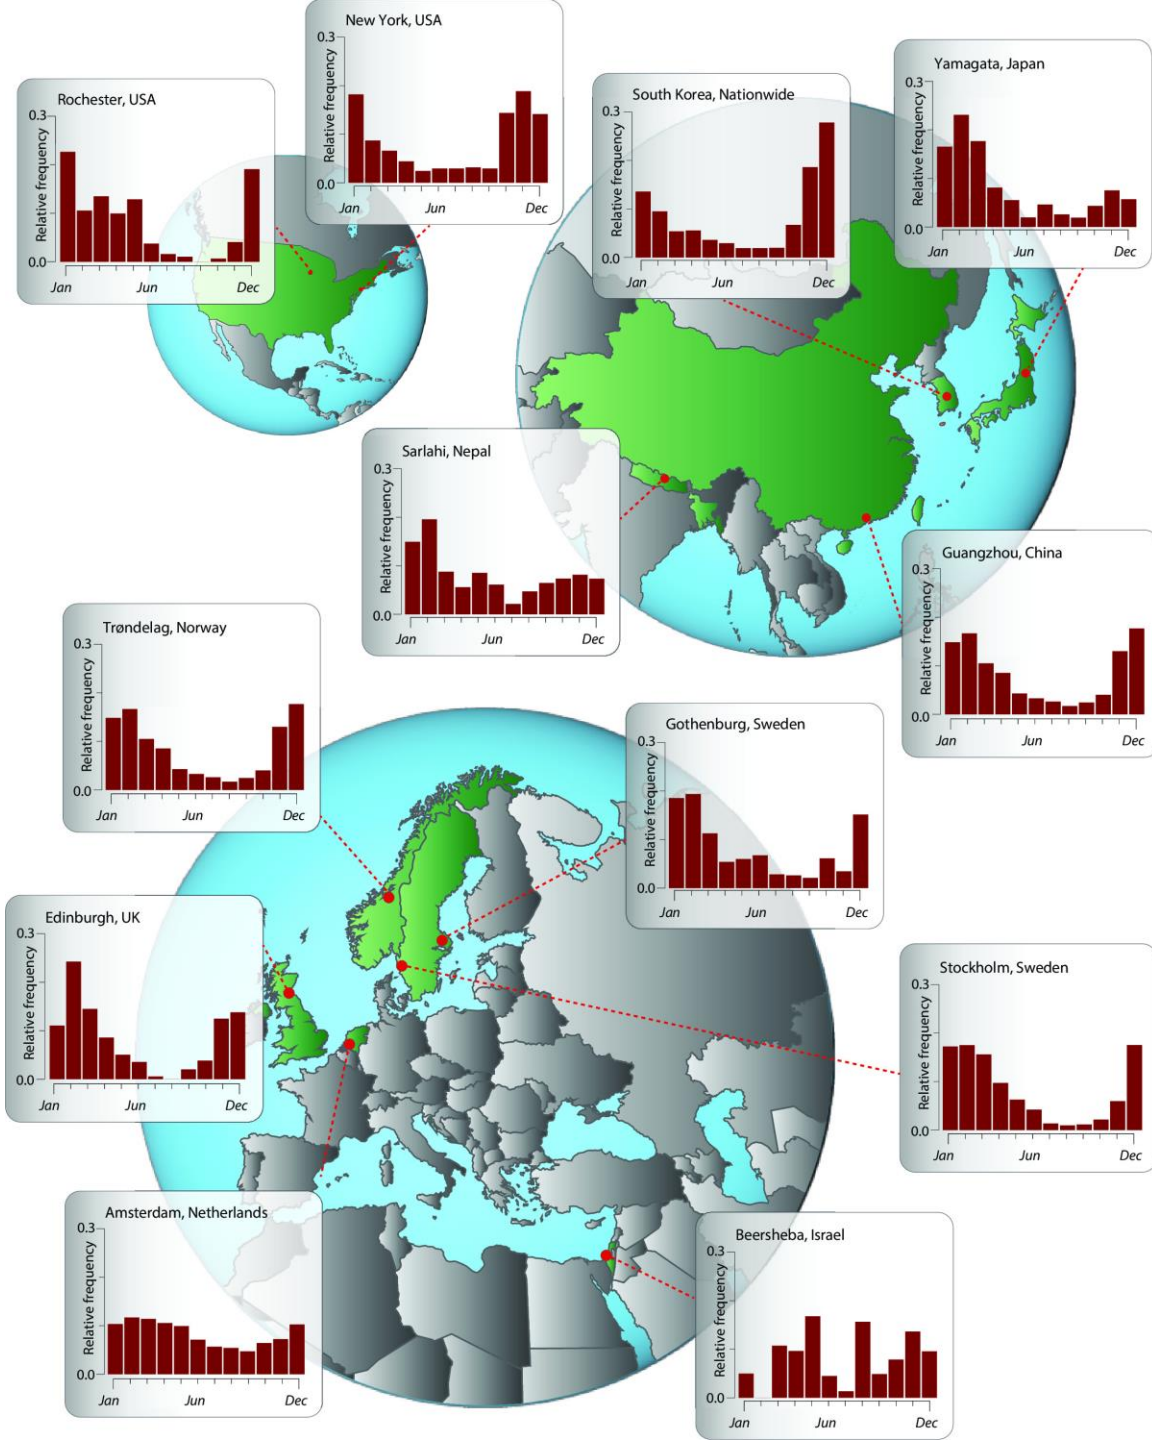 New York, USA
0.3
Relative frequency
0.0
Jan
Jun
Dec
Rochester, USA
0.3
Relative frequency
0.0
Jan
Jun
Dec
South Korea, Nationwide
0.3
Relative frequency
0.0
Jan
Jun
Dec
Yamagata, Japan
0.3
Relative frequency
0.0
Jan
Jun
Dec
Sarlahi, Nepal
0.3
Relative frequency
0.0
Jan
Jun
Dec
Guangzhou, China
0.3
Relative frequency
0.0
Jan
Jun
Dec
Trøndelag, Norway
0.3
Relative frequency
0.0
Jan
Jun
Dec
Gothenburg, Sweden
0.3
Relative frequency
0.0
Jan
Jun
Dec
Edinburgh, UK
0.3
Relative frequency
0.0
Jan
Jun
Dec
Stockholm, Sweden
0.3
Relative frequency
0.0
Jan
Jun
Dec
Amsterdam, Netherlands
0.3
Relative frequency
0.0
Jan
Jun
Dec
Beersheba, Israel
0.3
Relative frequency
0.0
Jan
Jun
Dec